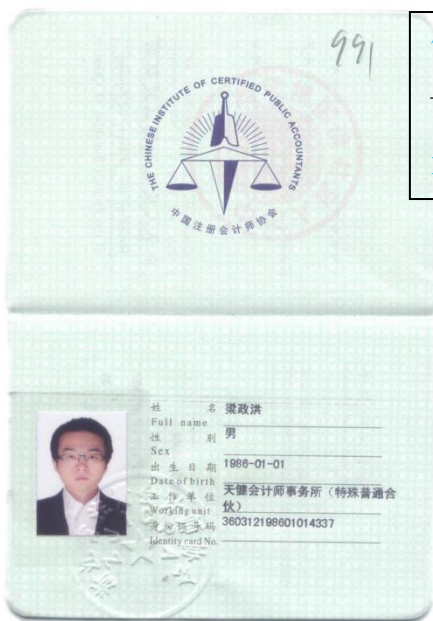 991
THE CHINESE INSTITUTE OF CERTIFIED PUBLIC ACCOUNTANTS
中国注册会计师协会
姓 名 梁政洪
Full name
性 别 男
Sex
出生日期 1986-01-01
Date of birth
工作单位 天健会计师事务所（特殊普通合
Working unit 伙）
身份证号码 360312198601014337
Identity card No.